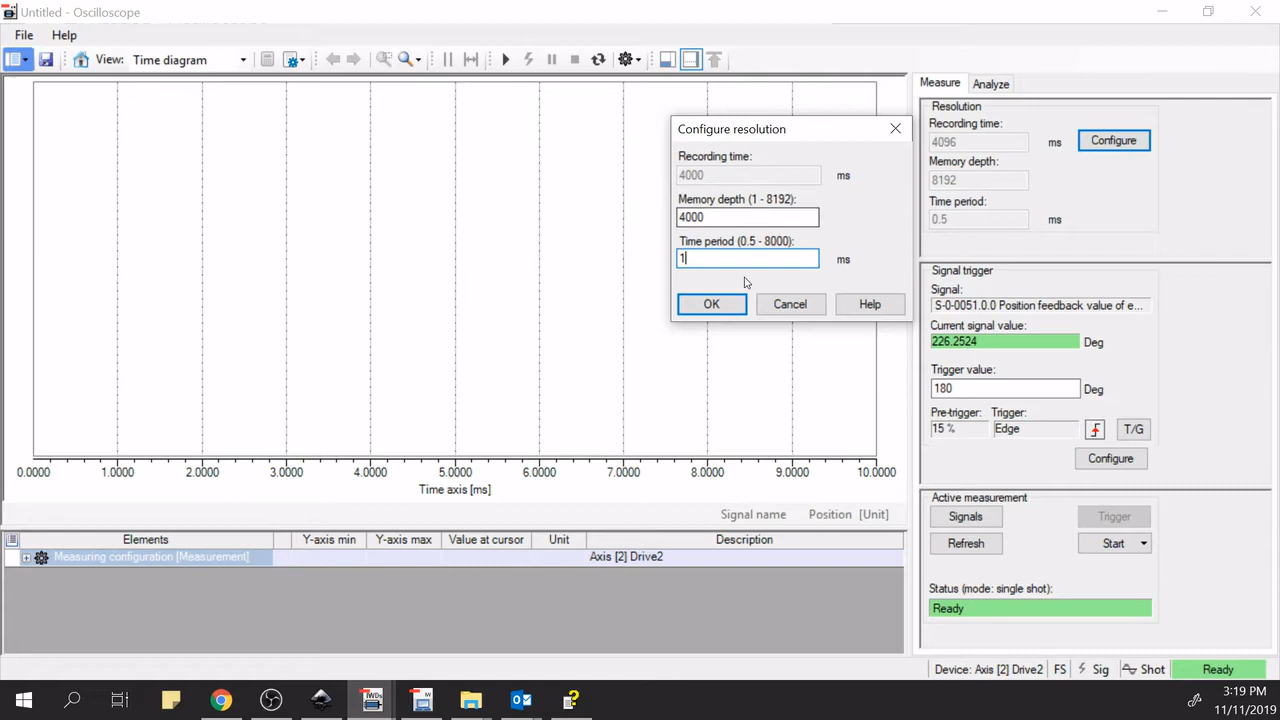 Untitled - Oscilloscope
File Help
View: Time diagram
Measure Analyze
Resolution
Recording time:
4096 ms
Configure
Memory depth:
8192
Time period:
0.5 ms
Configure resolution
Recording time:
4000 ms
Memory depth (1 - 8192):
4000
Time period (0.5 - 8000):
1 ms
OK Cancel Help
Signal trigger
Signal:
S-0-0051.0.0 Position feedback value of e...
Current signal value:
226.2524 Deg
Trigger value:
180 Deg
Pre-trigger: Trigger:
15 % Edge T/G
Configure
0.0000 1.0000 2.0000 3.0000 4.0000 5.0000 6.0000 7.0000 8.0000 9.0000 10.0000
Time axis [ms]
Signal name Position [Unit]
Elements Y-axis min Y-axis max Value at cursor Unit Description
Measuring configuration [Measurement] Axis [2] Drive2
Active measurement
Signals Trigger
Refresh Start
Status (mode: single shot):
Ready
Device: Axis [2] Drive2 FS Sig Shot Ready
IWDs IW
3:19 PM
11/11/2019